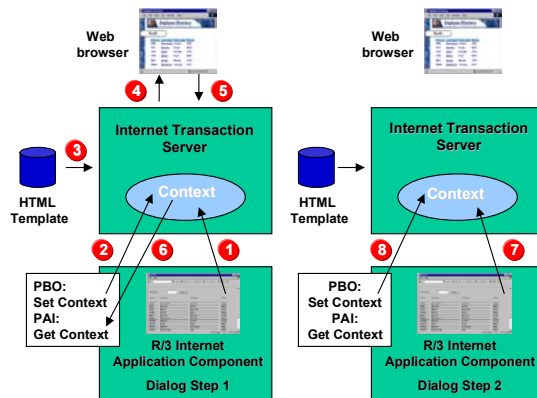 Web
browser
4
5
Internet Transaction
Server
3
Context
HTML
Template
2
6
1
PBO:
Set Context
PAI:
Get Context
R/3 Internet
Application Component
Dialog Step 1
Web
browser
Internet Transaction
Server
Context
HTML
Template
8
7
PBO:
Set Context
PAI:
Get Context
R/3 Internet
Application Component
Dialog Step 2